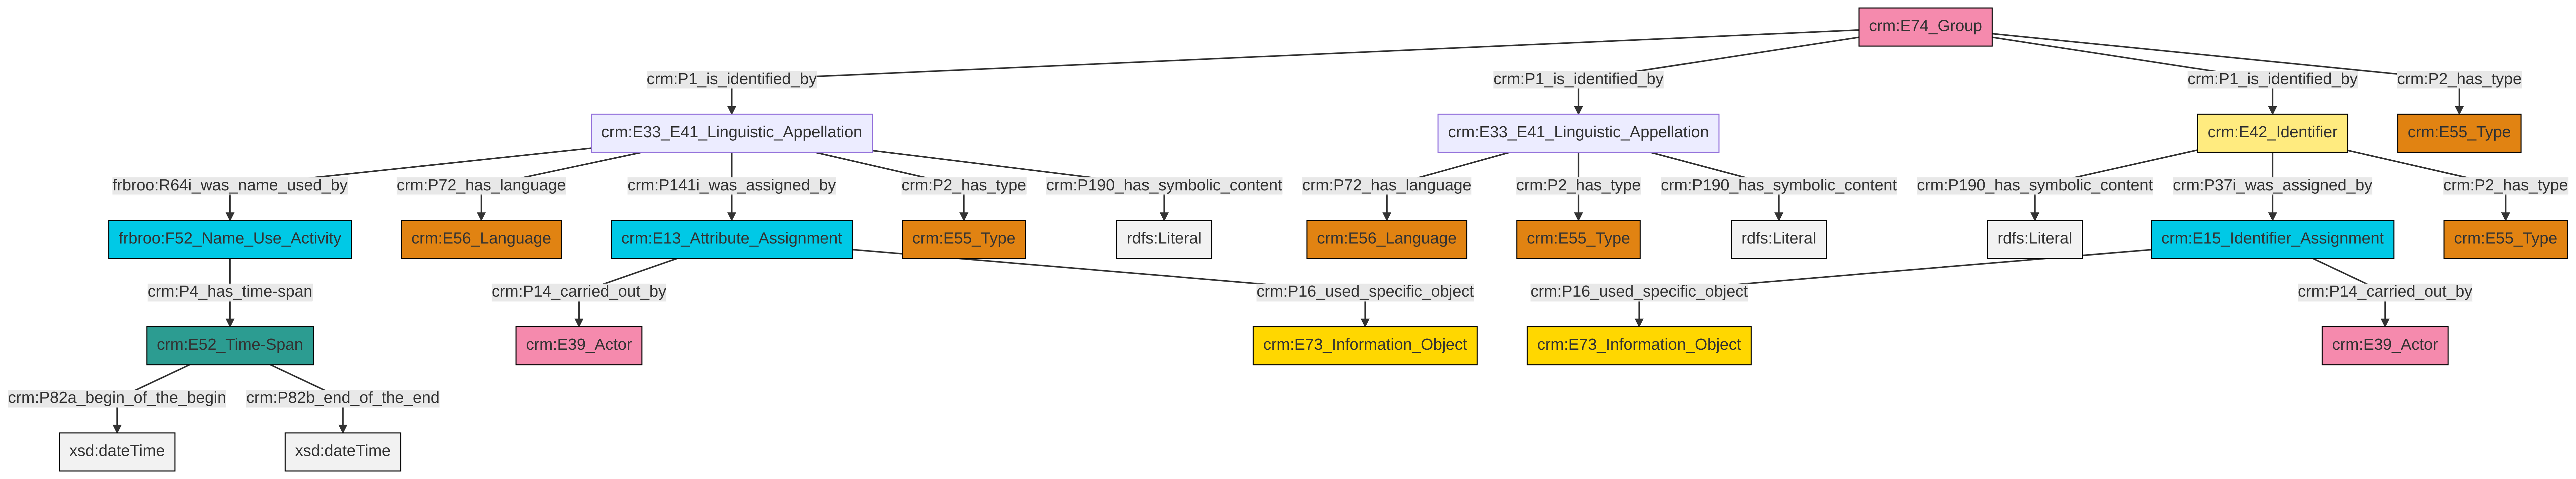 crm:E74_Group
crm:P1_is_identified_by
crm:P1_is_identified_by
crm:P1_is_identified_by
crm:P2_has_type
crm:E33_E41_Linguistic_Appellation
crm:E33_E41_Linguistic_Appellation
crm:E42_Identifier
crm:E55_Type
frbroo:R64i_was_name_used_by
crm:P72_has_language
crm:P141i_was_assigned_by
crm:P2_has_type
crm:P190_has_symbolic_content
crm:P72_has_language
crm:P2_has_type
crm:P190_has_symbolic_content
crm:P190_has_symbolic_content
crm:P37i_was_assigned_by
crm:P2_has_type
frbroo:F52_Name_Use_Activity
crm:E56_Language
crm:E13_Attribute_Assignment
crm:E55_Type
rdfs:Literal
crm:E56_Language
crm:E55_Type
rdfs:Literal
rdfs:Literal
crm:E15_Identifier_Assignment
crm:E55_Type
crm:P4_has_time-span
crm:P14_carried_out_by
crm:P16_used_specific_object
crm:P16_used_specific_object
crm:P14_carried_out_by
crm:E52_Time-Span
crm:E39_Actor
crm:E73_Information_Object
crm:E73_Information_Object
crm:E39_Actor
crm:P82a_begin_of_the_begin
crm:P82b_end_of_the_end
xsd:dateTime
xsd:dateTime